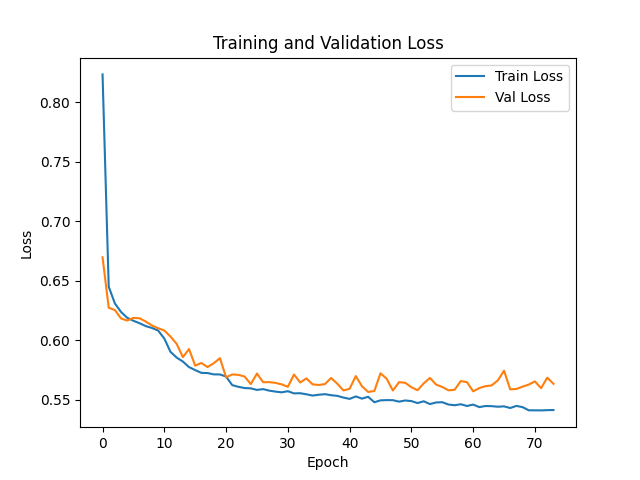 Training and Validation Loss
Train Loss
Val Loss
0.80
0.75
0.70
0.65
0.60
0.55
Loss
0 10 20 30 40 50 60 70
Epoch